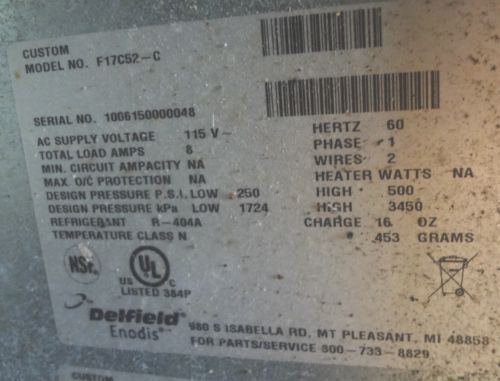 CUSTOM
MODEL NO. F17C52-C
SERIAL NO. 1006150000048
AC SUPPLY VOLTAGE 115 V~ HERTZ 60
TOTAL LOAD AMPS 8 PHASE 1
MIN. CIRCUIT AMPACITY NA WIRES 2
MAX. O/C PROTECTION NA HEATER WATTS NA
DESIGN PRESSURE P.S.I. LOW 250 HIGH 500
DESIGN PRESSURE kPa LOW 1724 HIGH 3450
REFRIGERANT R-404A CHARGE 16 OZ
TEMPERATURE CLASS N 453 GRAMS
NSF.
UL
US C
LISTED 384P
Delfield
Enodis
980 S ISABELLA RD, MT PLEASANT, MI 48858
FOR PARTS/SERVICE 800-733-8829
CUSTOM